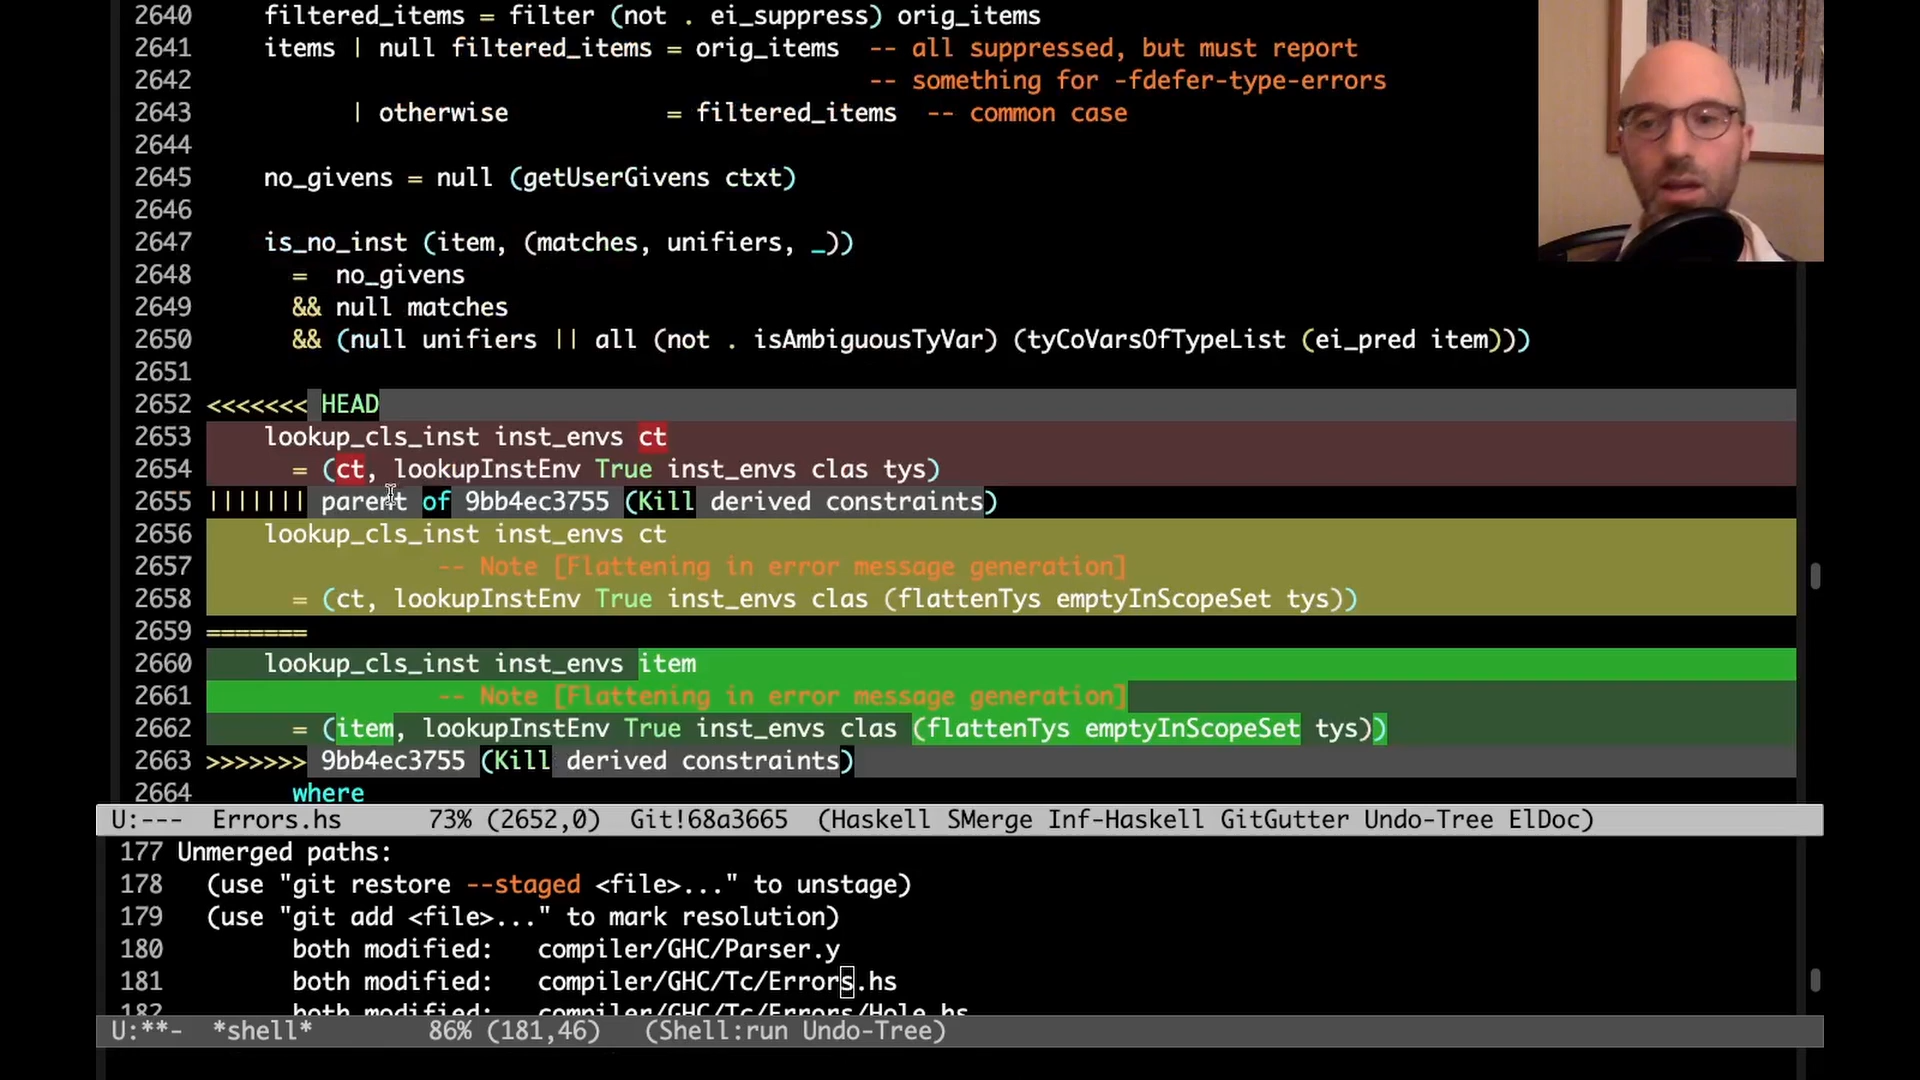 2640     filtered_items = filter (not . ei_suppress) orig_items
2641     items | null filtered_items = orig_items  -- all suppressed, but must report
2642                                               -- something for -fdefer-type-errors
2643           | otherwise           = filtered_items  -- common case
2644
2645     no_givens = null (getUserGivens ctxt)
2646
2647     is_no_inst (item, (matches, unifiers, _))
2648       =  no_givens
2649       && null matches
2650       && (null unifiers || all (not . isAmbiguousTyVar) (tyCoVarsOfTypeList (ei_pred item)))
2651
2652 <<<<<<< HEAD
2653     lookup_cls_inst inst_envs ct
2654       = (ct, lookupInstEnv True inst_envs clas tys)
2655 ||||||| parent of 9bb4ec3755 (Kill derived constraints)
2656     lookup_cls_inst inst_envs ct
2657                 -- Note [Flattening in error message generation]
2658       = (ct, lookupInstEnv True inst_envs clas (flattenTys emptyInScopeSet tys))
2659 =======
2660     lookup_cls_inst inst_envs item
2661                 -- Note [Flattening in error message generation]
2662       = (item, lookupInstEnv True inst_envs clas (flattenTys emptyInScopeSet tys))
2663 >>>>>>> 9bb4ec3755 (Kill derived constraints)
2664       where
U:---  Errors.hs      73% (2652,0)  Git!68a3665  (Haskell SMerge Inf-Haskell GitGutter Undo-Tree ElDoc)
177 Unmerged paths:
178   (use "git restore --staged <file>..." to unstage)
179   (use "git add <file>..." to mark resolution)
180         both modified:   compiler/GHC/Parser.y
181         both modified:   compiler/GHC/Tc/Errors.hs
182         both modified:   compiler/GHC/Tc/Errors/Hole.hs
U:**-  *shell*        86% (181,46)   (Shell:run Undo-Tree)